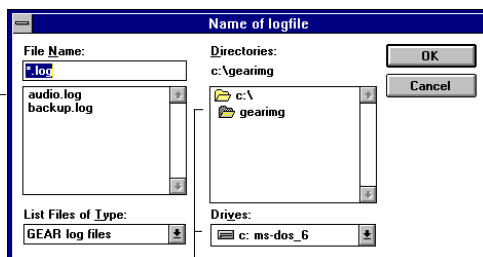 Name of logfile
File Name:
*.log
audio.log
backup.log
List Files of Type:
GEAR log files
Directories:
c:\gearimg
c:\
gearimg
Drives:
c: ms-dos_6
OK
Cancel